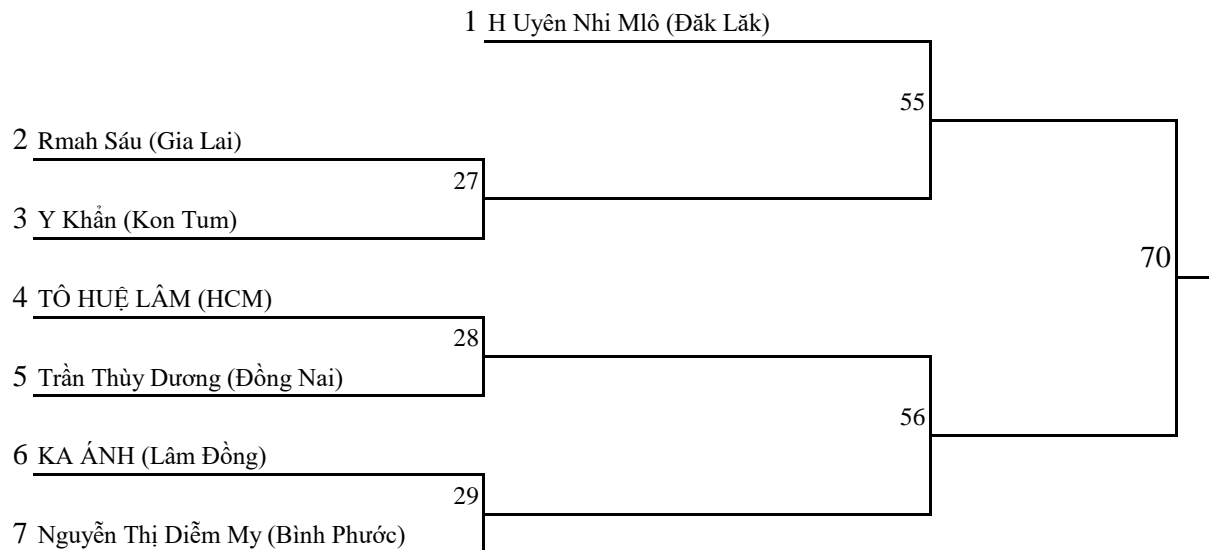 1 H Uyên Nhi Mlô (Đăk Lăk)
55
2 Rmah Sáu (Gia Lai)
27
3 Y Khẩn (Kon Tum)
70
4 TÔ HUỆ LÂM (HCM)
28
5 Trần Thùy Dương (Đồng Nai)
56
6 KA ÁNH (Lâm Đồng)
29
7 Nguyễn Thị Diễm My (Bình Phước)